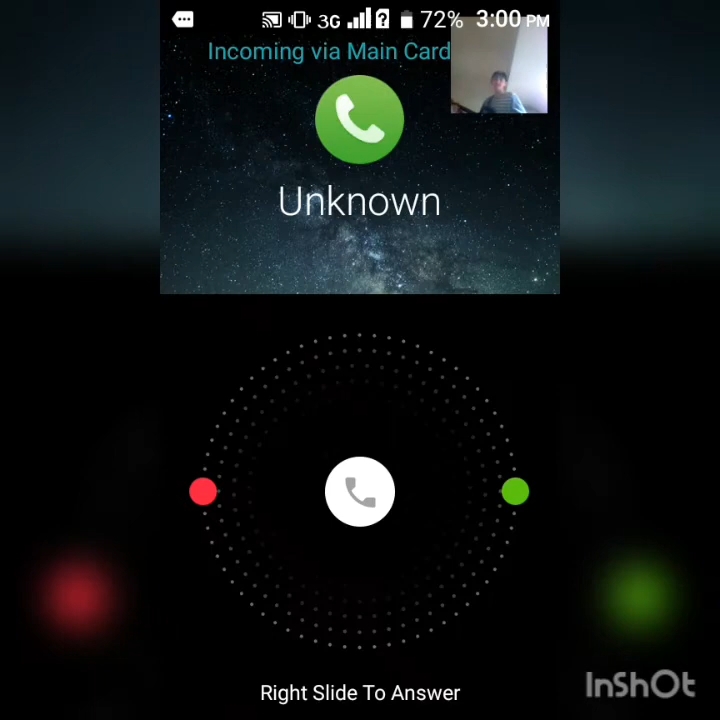 3G 72% 3:00 PM
Incoming via Main Card
Unknown
Right Slide To Answer
InShOt